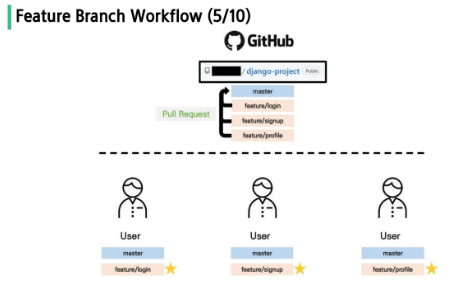 Feature Branch Workflow (5/10)
GitHub
/ django-project Public
master
feature/login
Pull Request
feature/signup
feature/profile
User
User
User
master
master
master
feature/login
feature/signup
feature/profile